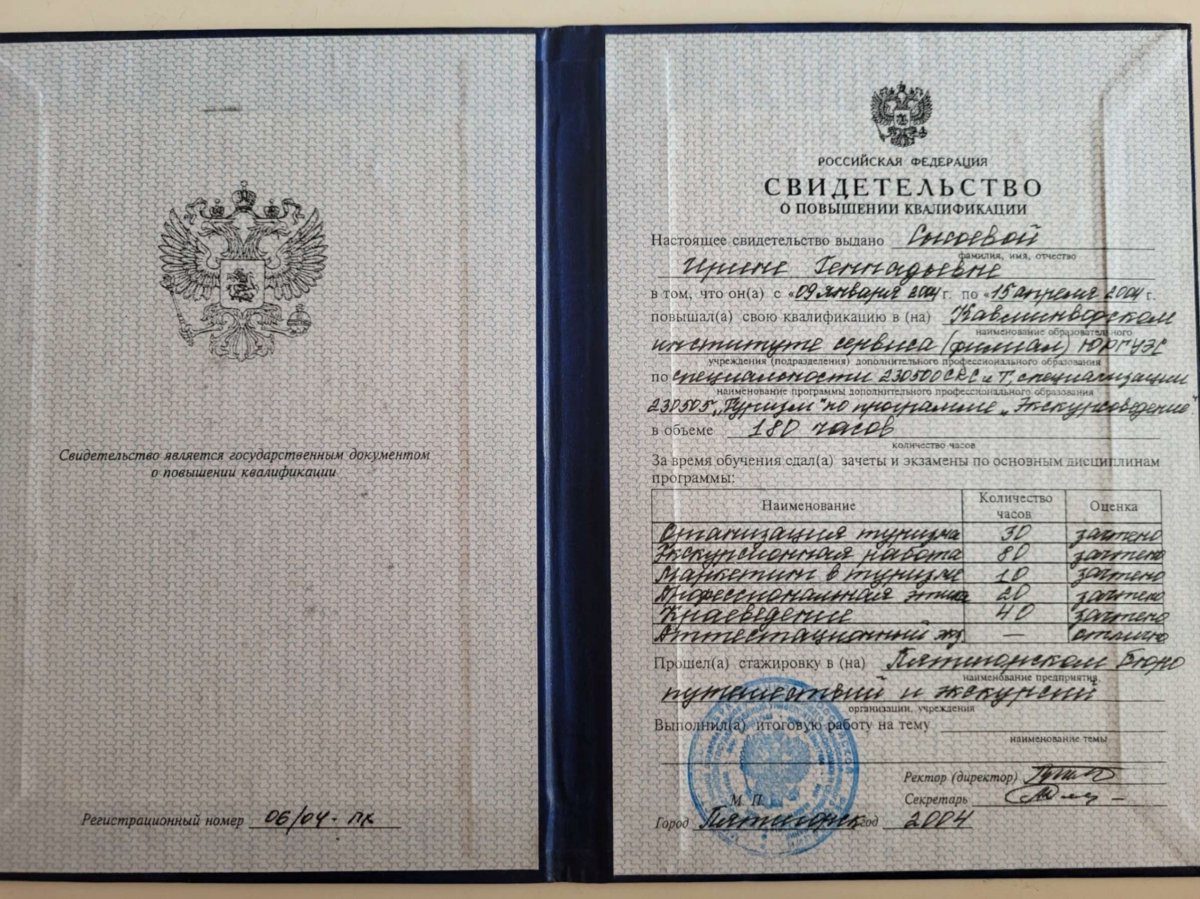 Свидетельство является государственным документом
о повышении квалификации
Регистрационный номер 06/04-пк
РОССИЙСКАЯ ФЕДЕРАЦИЯ
СВИДЕТЕЛЬСТВО
О ПОВЫШЕНИИ КВАЛИФИКАЦИИ
Настоящее свидетельство выдано Сысоевой
фамилия, имя, отчество
Ирине Геннадьевне
в том, что он(а) с «09 января 2004 г. по «15 апреля 2004 г.
повышал(а) свою квалификацию в (на) Кавминводском
наименование образовательного
институте сервиса (филиал) ЮРГУЭС
учреждения (подразделения) дополнительного профессионального образования
по специальности 230500 СКС и Т, специализации
наименование программы дополнительного профессионального образования
230505 „Туризм" по программе „Экскурсоведение"
в объеме 180 часов
количество часов
За время обучения сдал(а) зачеты и экзамены по основным дисциплинам
программы:
Наименование Количество часов Оценка
Организация туризма 30 зачтено
Экскурсионная работа 80 зачтено
Маркетинг в туризме 10 зачтено
Профессиональная этика 20 зачтено
Краеведение 40 зачтено
Аттестационный экз — отлично
Прошел(а) стажировку в (на) Пятигорском Бюро
наименование предприятия,
путешествий и экскурсий
организации, учреждения
Выполнил(а) итоговую работу на тему
наименование темы
Ректор (директор)
Секретарь
М. П.
Город Пятигорск год 2004